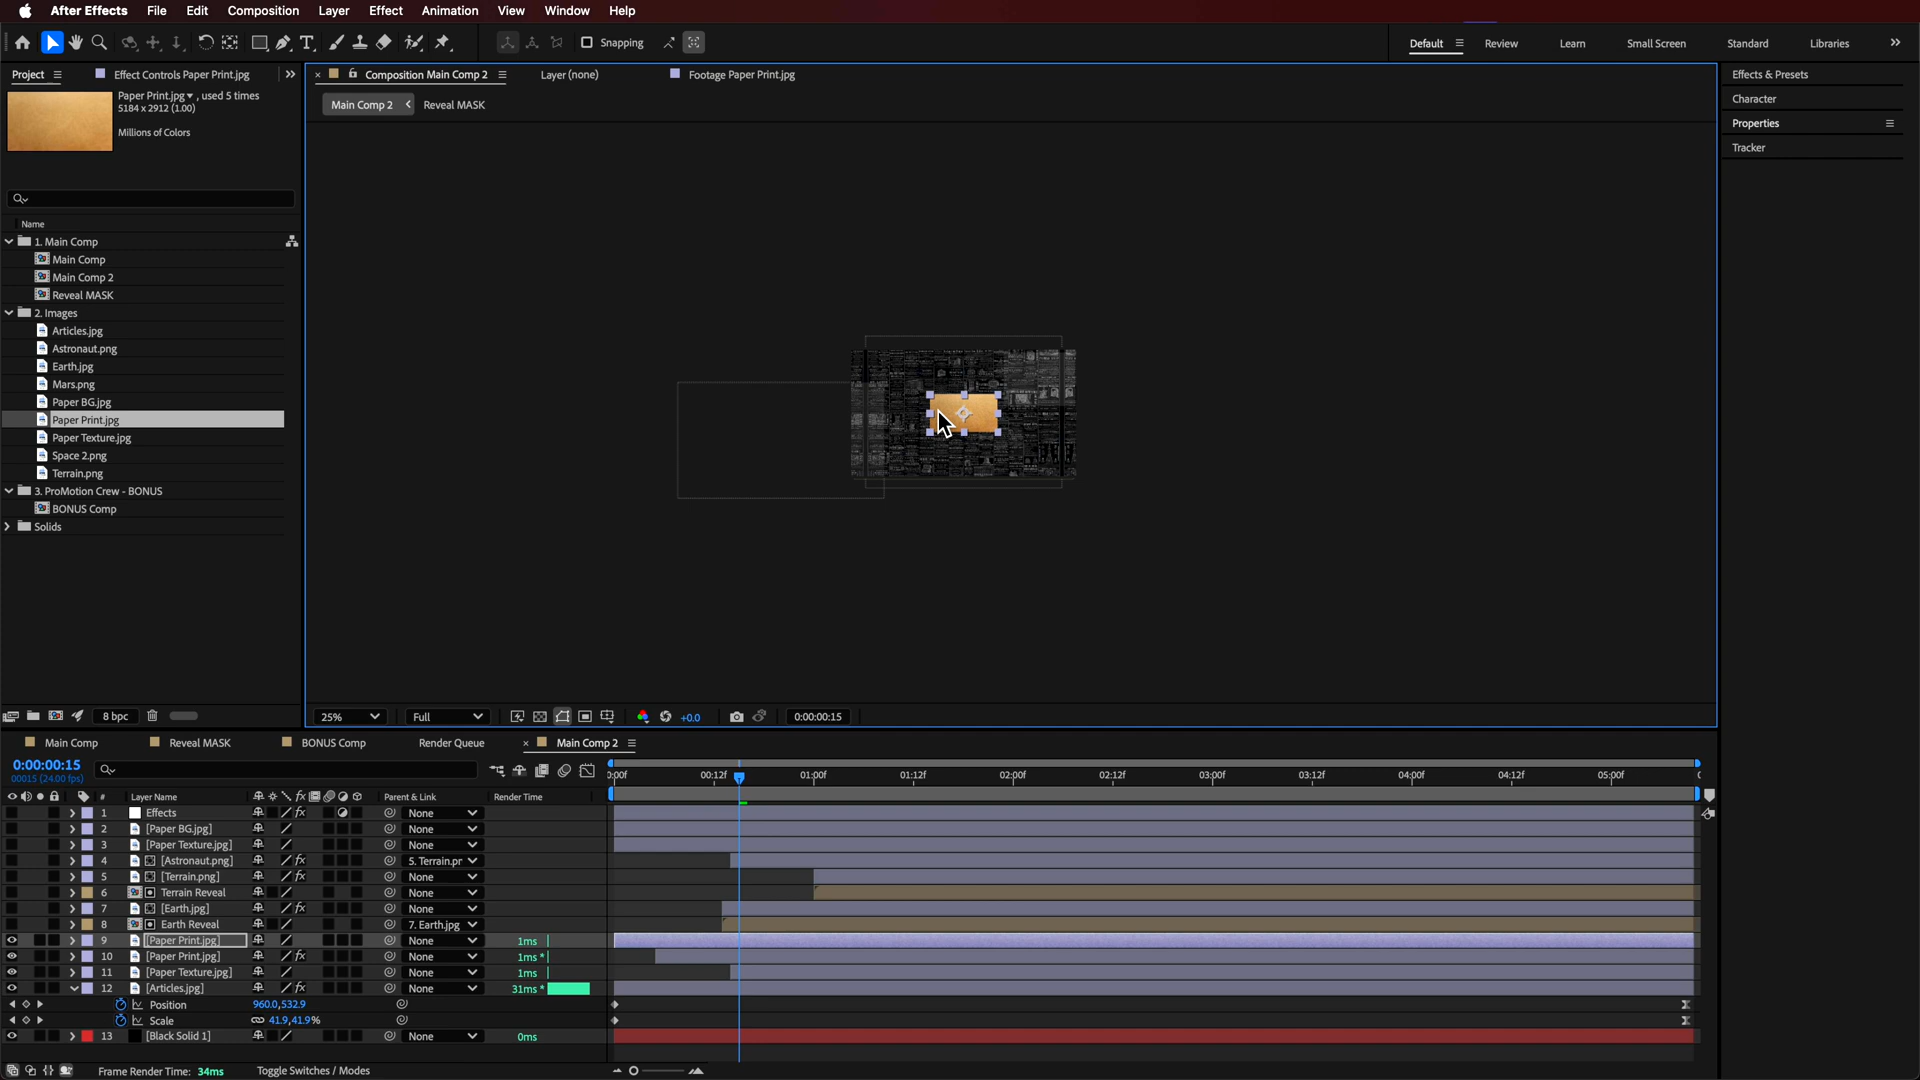 After Effects File Edit Composition Layer Effect Animation View Window Help
Snapping Default Review Learn Small Screen Standard Libraries
Project Effect Controls Paper Print.jpg Composition Main Comp 2 Layer (none) Footage Paper Print.jpg Effects & Presets
Paper Print.jpg , used 5 times
5184 x 2912 (1.00)
Millions of Colors
Main Comp 2 Reveal MASK
Character
Properties
Tracker
Name
1. Main Comp
Main Comp
Main Comp 2
Reveal MASK
2. Images
Articles.jpg
Astronaut.png
Earth.jpg
Mars.png
Paper BG.jpg
Paper Print.jpg
Paper Texture.jpg
Space 2.png
Terrain.png
3. ProMotion Crew - BONUS
BONUS Comp
Solids
8 bpc 25% Full +0.0 0:00:00:15
Main Comp Reveal MASK BONUS Comp Render Queue Main Comp 2
0:00:00:15
00015 (24.00 fps)
:00f 00:12f 01:00f 01:12f 02:00f 02:12f 03:00f 03:12f 04:00f 04:12f 05:00f
# Layer Name Parent & Link Render Time
1 Effects None
2 [Paper BG.jpg] None
3 [Paper Texture.jpg] None
4 [Astronaut.png] 5. Terrain.pr
5 [Terrain.png] None
6 Terrain Reveal None
7 [Earth.jpg] None
8 Earth Reveal 7. Earth.jpg
9 [Paper Print.jpg] None 1ms
10 [Paper Print.jpg] None 1ms *
11 [Paper Texture.jpg] None 1ms
12 [Articles.jpg] None 31ms *
Position 960.0,532.9
Scale 41.9,41.9%
13 [Black Solid 1] None 0ms
Frame Render Time: 34ms Toggle Switches / Modes